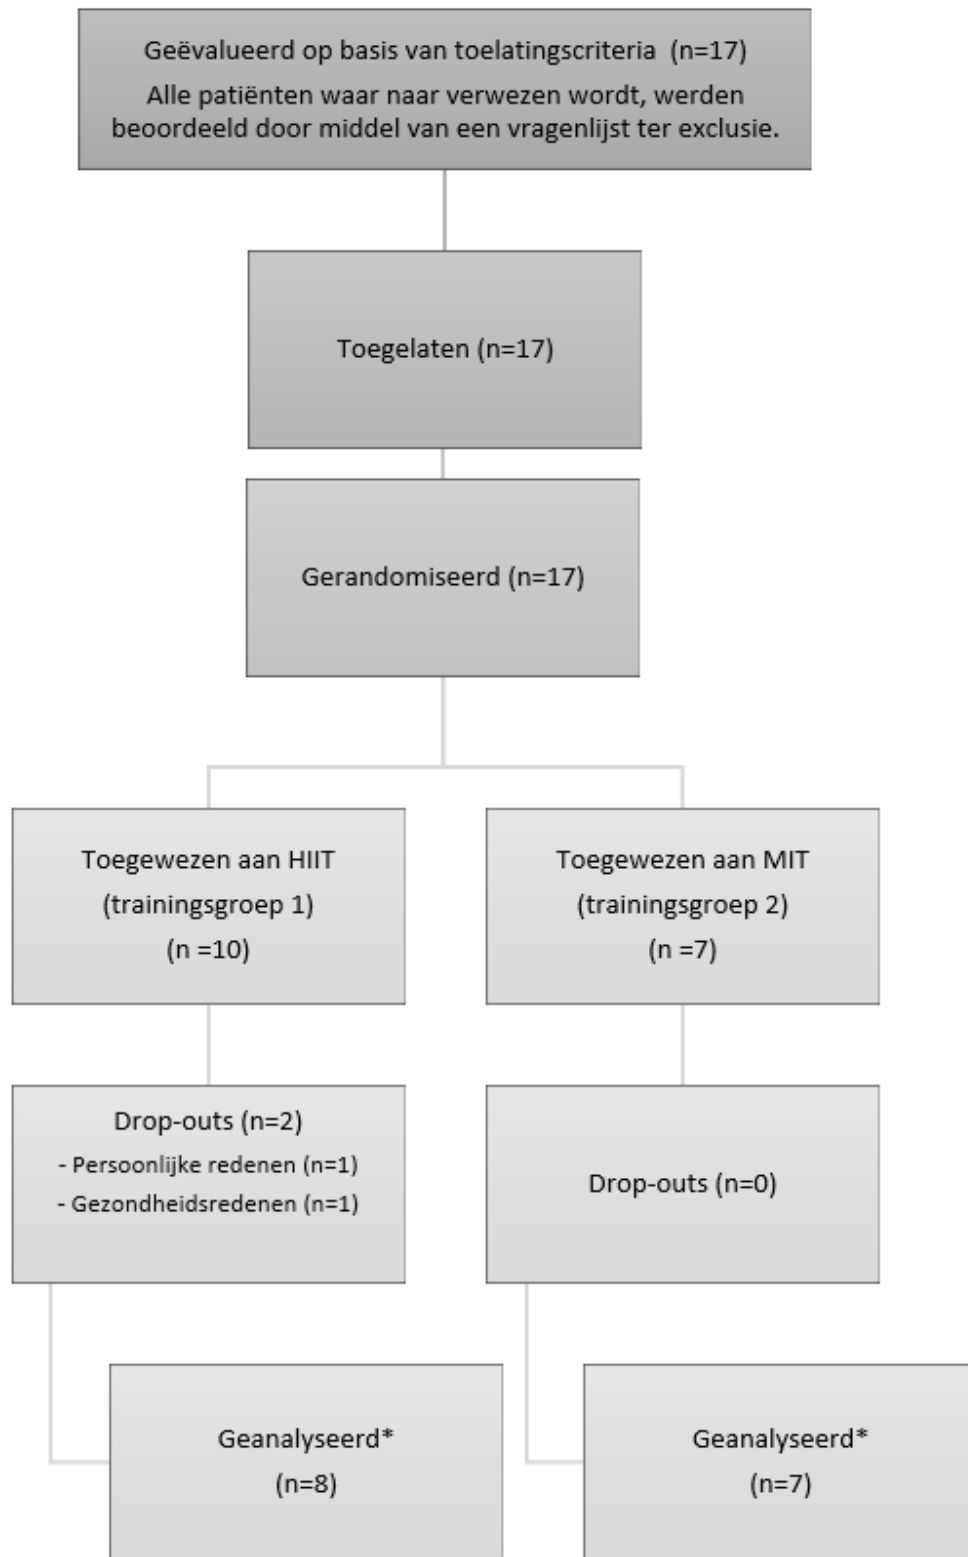 Geëvalueerd op basis van toelatingscriteria (n=17)
Alle patiënten waar naar verwezen wordt, werden
beoordeeld door middel van een vragenlijst ter exclusie.
Toegelaten (n=17)
Gerandomiseerd (n=17)
Toegewezen aan HIIT
(trainingsgroep 1)
(n =10)
Toegewezen aan MIT
(trainingsgroep 2)
(n =7)
Drop-outs (n=2)
- Persoonlijke redenen (n=1)
- Gezondheidsredenen (n=1)
Drop-outs (n=0)
Geanalyseerd*
(n=8)
Geanalyseerd*
(n=7)